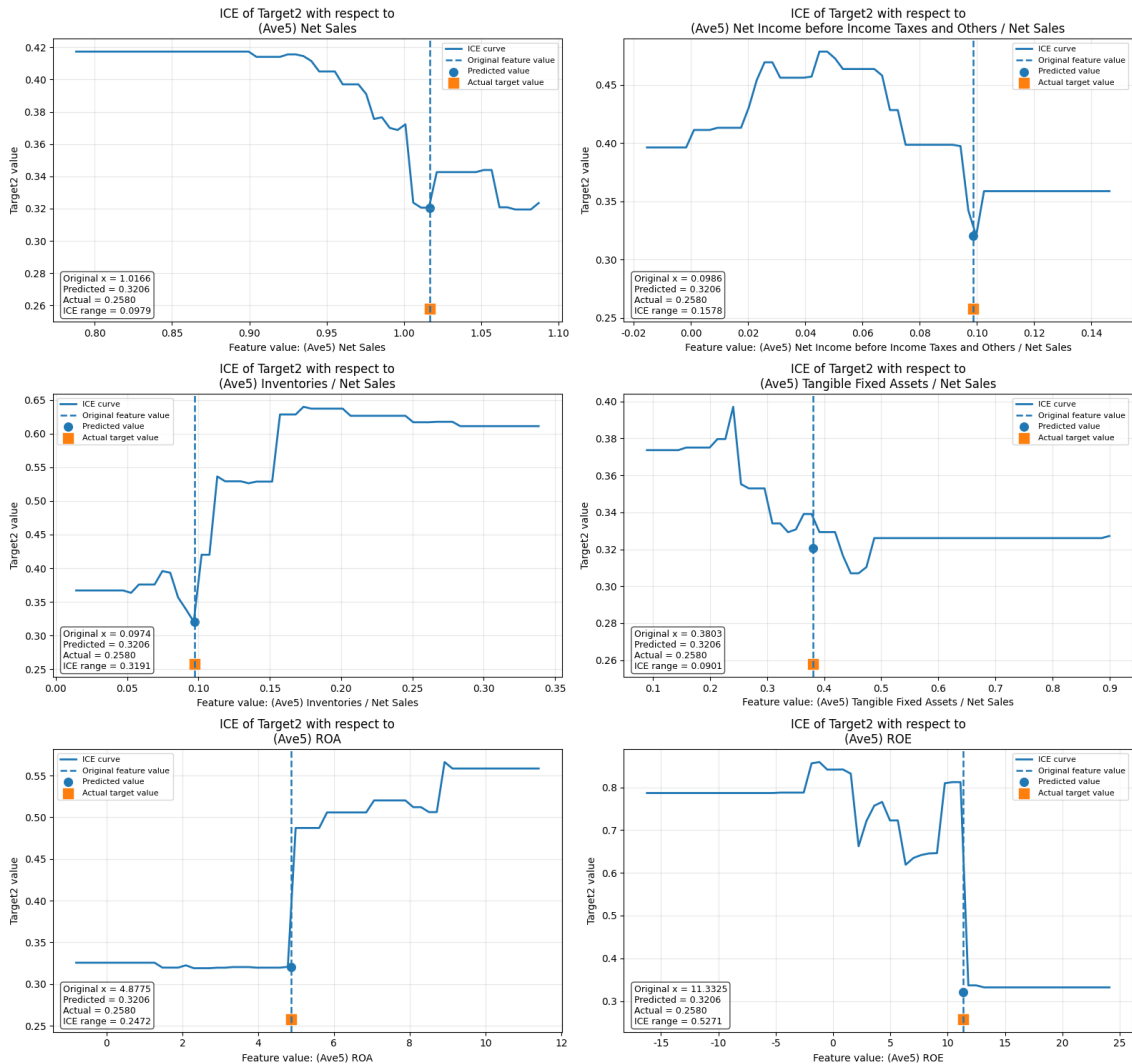 ICE of Target2 with respect to
(Ave5) Net Sales
Target2 value
0.42
0.40
0.38
0.36
0.34
0.32
0.30
0.28
0.26
ICE curve
Original feature value
Predicted value
Actual target value
Original x = 1.0166
Predicted = 0.3206
Actual = 0.2580
ICE range = 0.0979
0.80 0.85 0.90 0.95 1.00 1.05 1.10
Feature value: (Ave5) Net Sales
ICE of Target2 with respect to
(Ave5) Net Income before Income Taxes and Others / Net Sales
Target2 value
0.45
0.40
0.35
0.30
0.25
ICE curve
Original feature value
Predicted value
Actual target value
Original x = 0.0986
Predicted = 0.3206
Actual = 0.2580
ICE range = 0.1578
-0.02 0.00 0.02 0.04 0.06 0.08 0.10 0.12 0.14
Feature value: (Ave5) Net Income before Income Taxes and Others / Net Sales
ICE of Target2 with respect to
(Ave5) Inventories / Net Sales
Target2 value
0.65
0.60
0.55
0.50
0.45
0.40
0.35
0.30
0.25
ICE curve
Original feature value
Predicted value
Actual target value
Original x = 0.0974
Predicted = 0.3206
Actual = 0.2580
ICE range = 0.3191
0.00 0.05 0.10 0.15 0.20 0.25 0.30 0.35
Feature value: (Ave5) Inventories / Net Sales
ICE of Target2 with respect to
(Ave5) Tangible Fixed Assets / Net Sales
Target2 value
0.40
0.38
0.36
0.34
0.32
0.30
0.28
0.26
ICE curve
Original feature value
Predicted value
Actual target value
Original x = 0.3803
Predicted = 0.3206
Actual = 0.2580
ICE range = 0.0901
0.1 0.2 0.3 0.4 0.5 0.6 0.7 0.8 0.9
Feature value: (Ave5) Tangible Fixed Assets / Net Sales
ICE of Target2 with respect to
(Ave5) ROA
Target2 value
0.55
0.50
0.45
0.40
0.35
0.30
0.25
ICE curve
Original feature value
Predicted value
Actual target value
Original x = 4.8775
Predicted = 0.3206
Actual = 0.2580
ICE range = 0.2472
0 2 4 6 8 10 12
Feature value: (Ave5) ROA
ICE of Target2 with respect to
(Ave5) ROE
Target2 value
0.8
0.7
0.6
0.5
0.4
0.3
ICE curve
Original feature value
Predicted value
Actual target value
Original x = 11.3325
Predicted = 0.3206
Actual = 0.2580
ICE range = 0.5271
-15 -10 -5 0 5 10 15 20 25
Feature value: (Ave5) ROE